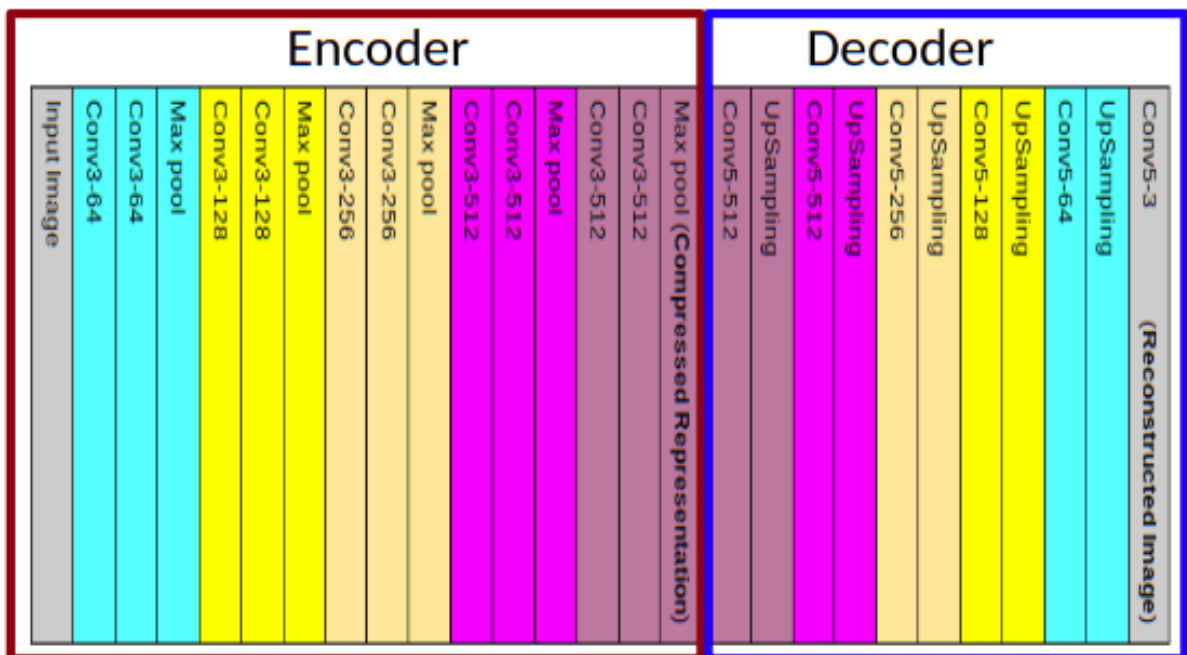 Encoder
Decoder
Input Image
Conv3-64
Conv3-64
Max pool
Conv3-128
Conv3-128
Max pool
Conv3-256
Conv3-256
Max pool
Conv3-512
Conv3-512
Max pool
Conv3-512
Conv3-512
Max pool (Compressed Representation)
Conv5-512
UpSampling
Conv5-512
UpSampling
Conv5-256
UpSampling
Conv5-128
UpSampling
Conv5-64
UpSampling
Conv5-3 (Reconstructed Image)